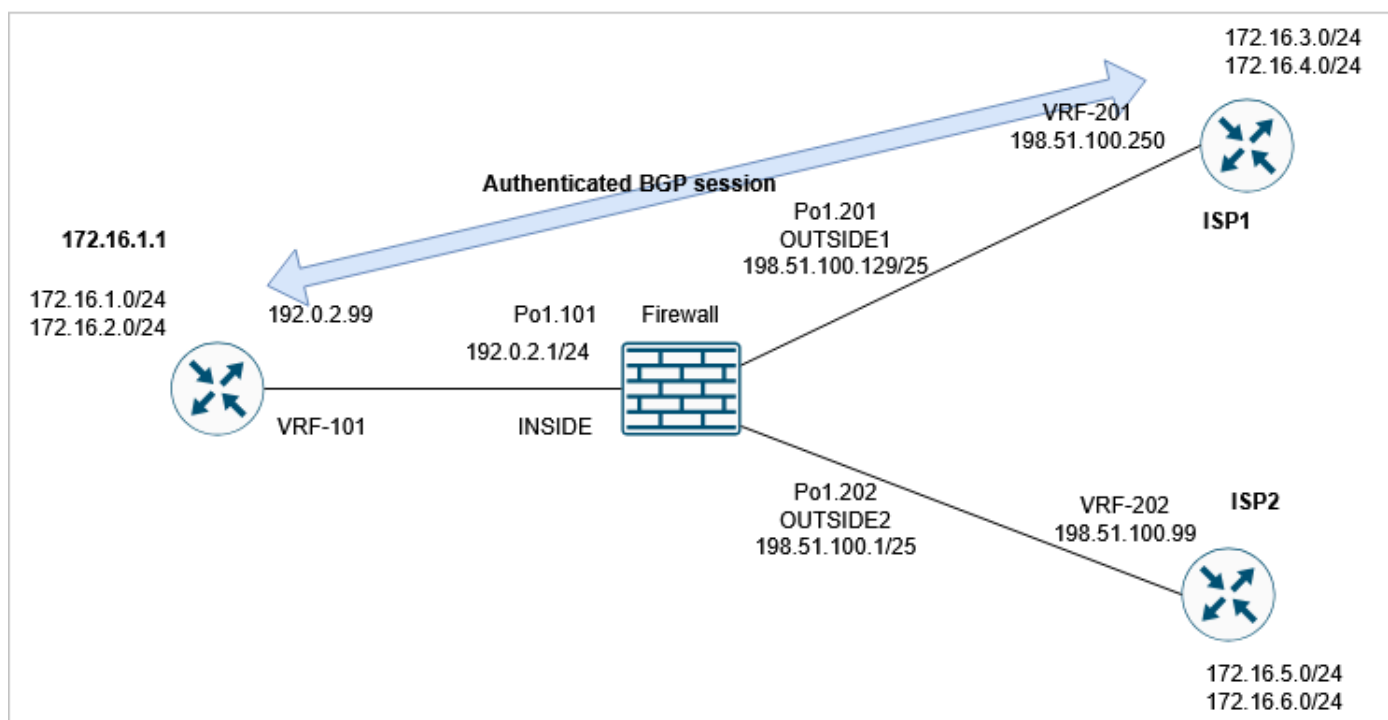 172.16.3.0/24
172.16.4.0/24
VRF-201
198.51.100.250
ISP1
Authenticated BGP session
Po1.201
OUTSIDE1
198.51.100.129/25
172.16.1.1
172.16.1.0/24
172.16.2.0/24
192.0.2.99
Po1.101
192.0.2.1/24
Firewall
VRF-101
INSIDE
Po1.202
OUTSIDE2
198.51.100.1/25
VRF-202
198.51.100.99
ISP2
172.16.5.0/24
172.16.6.0/24